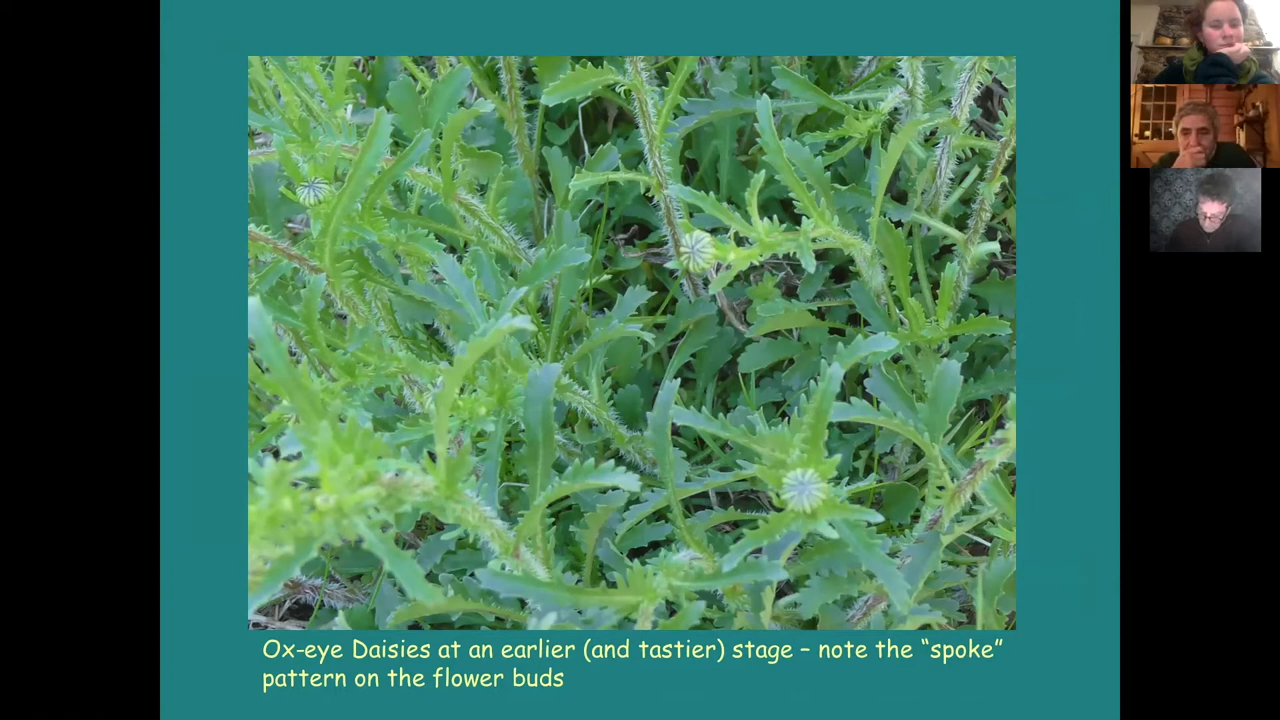 Ox-eye Daisies at an earlier (and tastier) stage – note the “spoke”
pattern on the flower buds